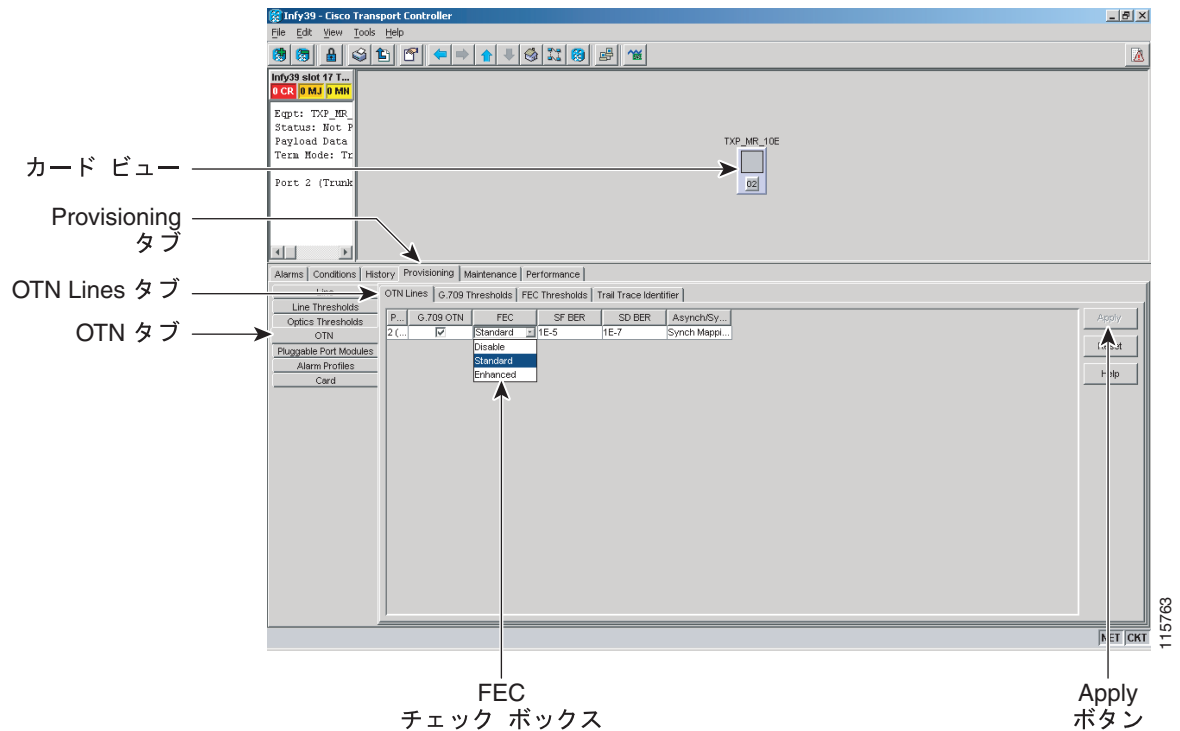 Infy39 - Cisco Transport Controller
File Edit View Tools Help
Infy39 slot 17 T...
0 CR 0 MJ 0 MN
Eqpt: TXP_MR_
Status: Not P
Payload Data
Term Mode: Tr
Port 2 (Trunk
TXP_MR_10E
02
カード ビュー
Provisioning
タブ
OTN Lines タブ
OTN タブ
Alarms Conditions History Provisioning Maintenance Performance
Line Thresholds
Optics Thresholds
OTN
Pluggable Port Modules
Alarm Profiles
Card
OTN Lines G.709 Thresholds FEC Thresholds Trail Trace Identifier
P... G.709 OTN FEC SF BER SD BER Asynch/Sy...
2 (... Standard 1E-5 1E-7 Synch Mappi...
Disable
Standard
Enhanced
Apply
Reset
Help
NET CKT
115763
FEC
チェック ボックス
Apply
ボタン